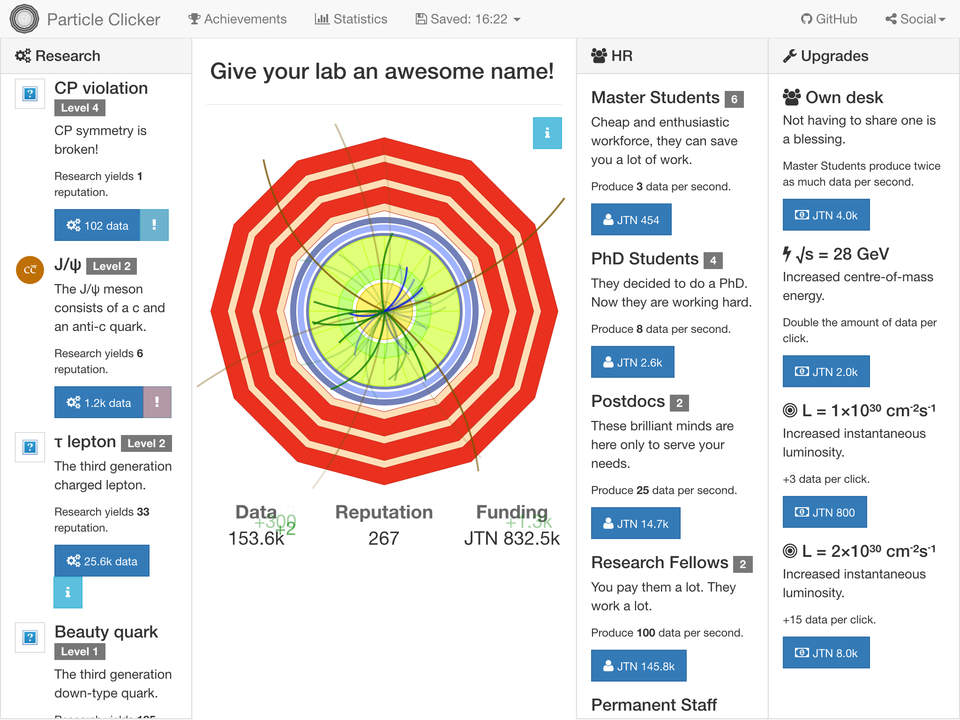 Particle Clicker
Achievements
Statistics
Saved: 16:22
GitHub
Social
Research
CP violation
Level 4
CP symmetry is
broken!
Research yields 1
reputation.
102 data
!
cc̄
J/ψ Level 2
The J/ψ meson
consists of a c and
an anti-c quark.
Research yields 6
reputation.
1.2k data
!
τ lepton Level 2
The third generation
charged lepton.
Research yields 33
reputation.
25.6k data
i
Beauty quark
Level 1
The third generation
down-type quark.
Give your lab an awesome name!
i
Data
+300
+2
153.6k
Reputation
267
Funding
+1.5k
JTN 832.5k
HR
Master Students 6
Cheap and enthusiastic
workforce, they can save
you a lot of work.
Produce 3 data per second.
JTN 454
PhD Students 4
They decided to do a PhD.
Now they are working hard.
Produce 8 data per second.
JTN 2.6k
Postdocs 2
These brilliant minds are
here only to serve your
needs.
Produce 25 data per second.
JTN 14.7k
Research Fellows 2
You pay them a lot. They
work a lot.
Produce 100 data per second.
JTN 145.8k
Permanent Staff
Upgrades
Own desk
Not having to share one is
a blessing.
Master Students produce twice
as much data per second.
JTN 4.0k
√s = 28 GeV
Increased centre-of-mass
energy.
Double the amount of data per
click.
JTN 2.0k
L = 1×10³⁰ cm⁻²s⁻¹
Increased instantaneous
luminosity.
+3 data per click.
JTN 800
L = 2×10³⁰ cm⁻²s⁻¹
Increased instantaneous
luminosity.
+15 data per click.
JTN 8.0k